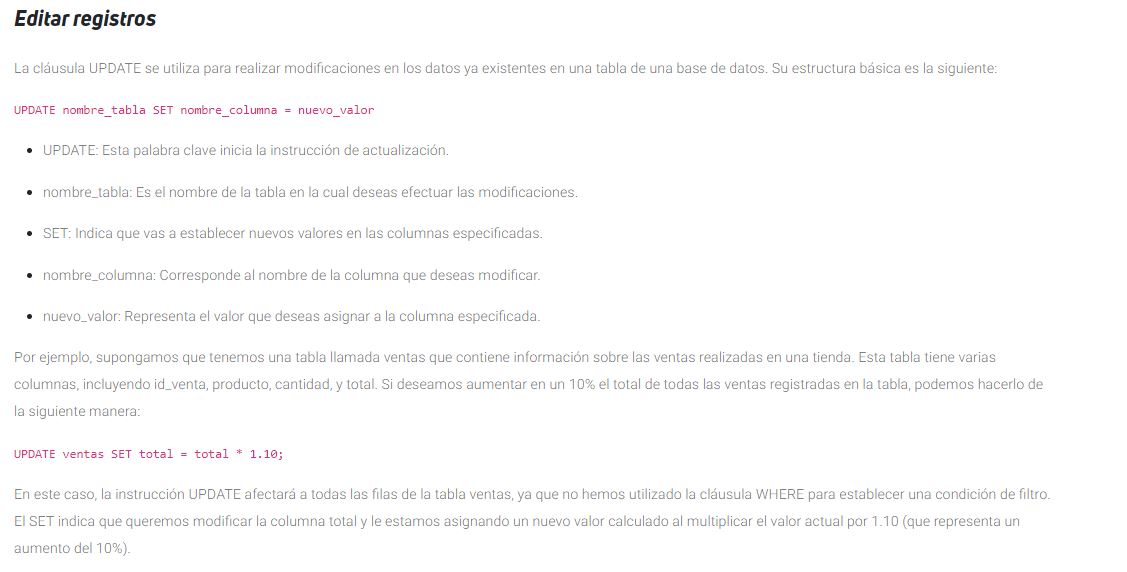 Editar registros
La cláusula UPDATE se utiliza para realizar modificaciones en los datos ya existentes en una tabla de una base de datos. Su estructura básica es la siguiente:
UPDATE nombre_tabla SET nombre_columna = nuevo_valor
• UPDATE: Esta palabra clave inicia la instrucción de actualización.
• nombre_tabla: Es el nombre de la tabla en la cual deseas efectuar las modificaciones.
• SET: Indica que vas a establecer nuevos valores en las columnas especificadas.
• nombre_columna: Corresponde al nombre de la columna que deseas modificar.
• nuevo_valor: Representa el valor que deseas asignar a la columna especificada.
Por ejemplo, supongamos que tenemos una tabla llamada ventas que contiene información sobre las ventas realizadas en una tienda. Esta tabla tiene varias
columnas, incluyendo id_venta, producto, cantidad, y total. Si deseamos aumentar en un 10% el total de todas las ventas registradas en la tabla, podemos hacerlo de
la siguiente manera:
UPDATE ventas SET total = total * 1.10;
En este caso, la instrucción UPDATE afectará a todas las filas de la tabla ventas, ya que no hemos utilizado la cláusula WHERE para establecer una condición de filtro.
El SET indica que queremos modificar la columna total y le estamos asignando un nuevo valor calculado al multiplicar el valor actual por 1.10 (que representa un
aumento del 10%).